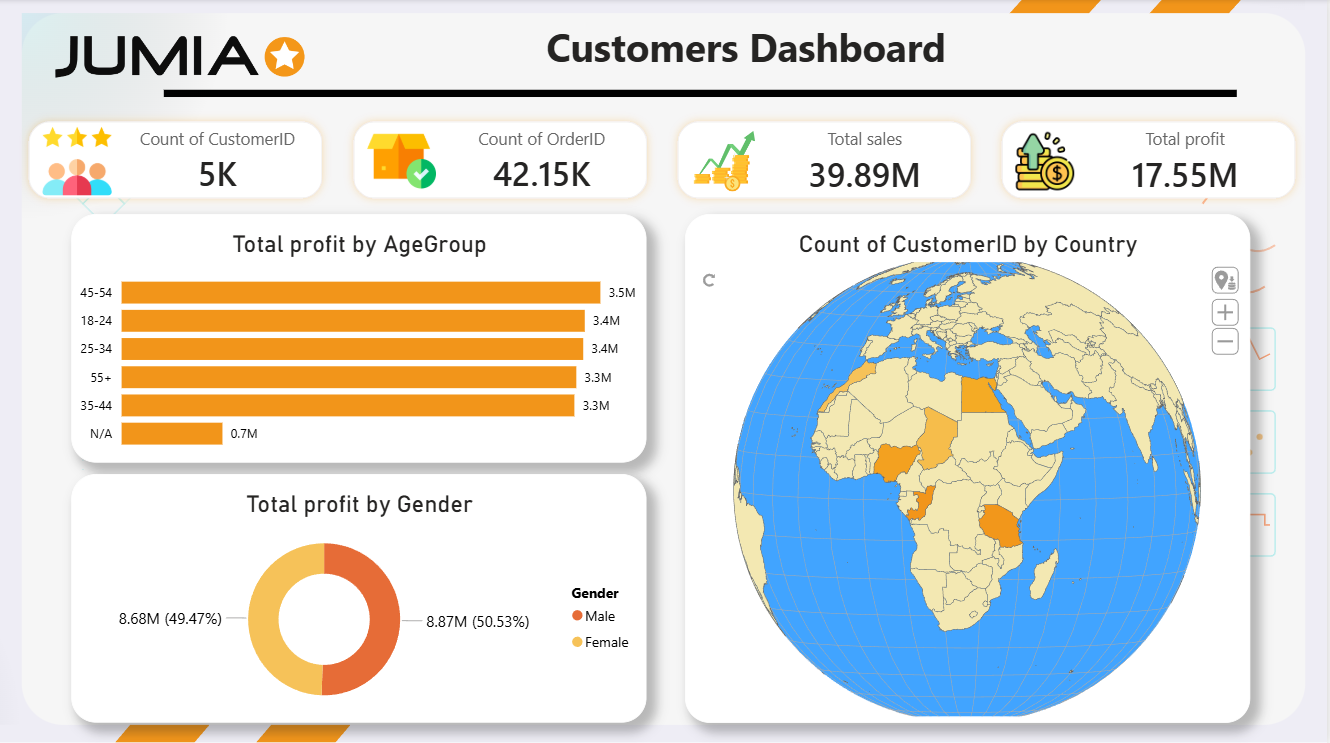 JUMIA
Customers Dashboard
Count of CustomerID
5K
Count of OrderID
42.15K
Total sales
39.89M
Total profit
17.55M
Total profit by AgeGroup
45-54 3.5M
18-24 3.4M
25-34 3.4M
55+ 3.3M
35-44 3.3M
N/A 0.7M
Total profit by Gender
8.68M (49.47%)
8.87M (50.53%)
Gender
Male
Female
Count of CustomerID by Country